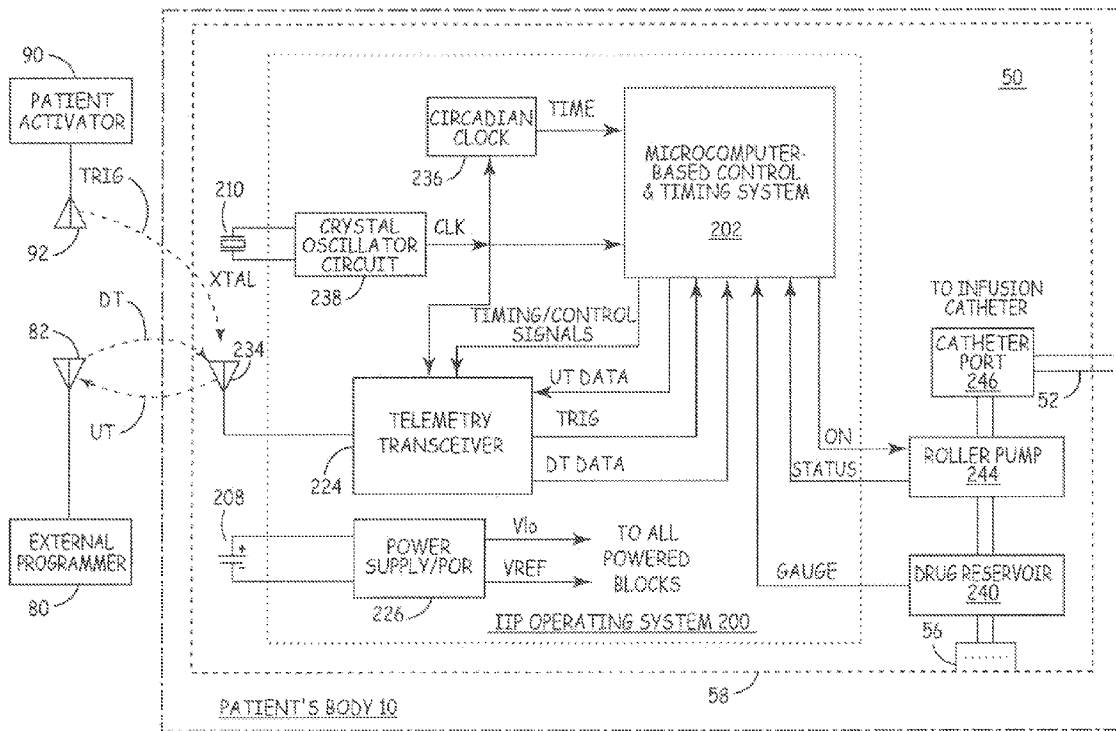 90
PATIENT
ACTIVATOR
TRIG
92
DT
82
UT
EXTERNAL
PROGRAMMER
80
210
XTAL
234
208
CIRCADIAN
CLOCK
236
TIME
CRYSTAL
OSCILLATOR
CIRCUIT
238
CLK
MICROCOMPUTER-
BASED CONTROL
& TIMING SYSTEM
202
50
TIMING/CONTROL
SIGNALS
TELEMETRY
TRANSCEIVER
224
UT DATA
TRIG
DT DATA
ON
STATUS
GAUGE
TO INFUSION
CATHETER
CATHETER
PORT
246
52
ROLLER PUMP
244
DRUG RESERVOIR
240
56
POWER
SUPPLY/POR
226
Vlo
VREF
TO ALL
POWERED
BLOCKS
IIP OPERATING SYSTEM 200
58
PATIENT'S BODY 10